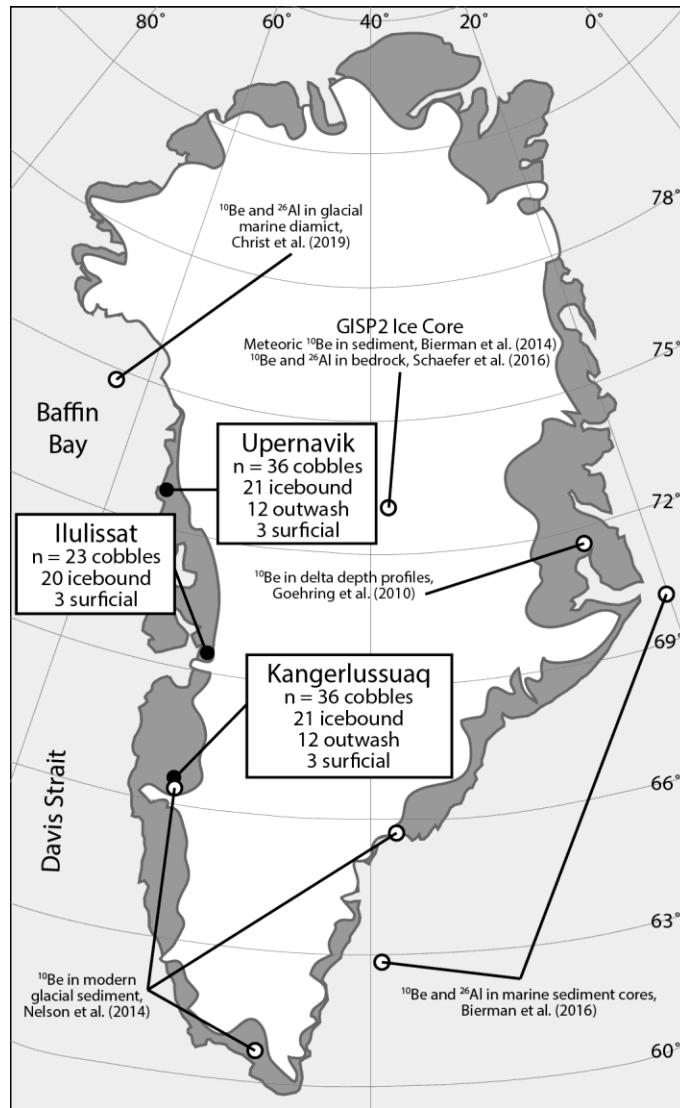 80°
60°
40°
20°
0°
78°
¹⁰Be and ²⁶Al in glacial
marine diamict,
Christ et al. (2019)
GISP2 Ice Core
Meteoric ¹⁰Be in sediment, Bierman et al. (2014)
¹⁰Be and ²⁶Al in bedrock, Schaefer et al. (2016)
75°
Baffin
Bay
Upernavik
n = 36 cobbles
21 icebound
12 outwash
3 surficial
72°
Ilulissat
n = 23 cobbles
20 icebound
3 surficial
¹⁰Be in delta depth profiles,
Goehring et al. (2010)
69°
Kangerlussuaq
n = 36 cobbles
21 icebound
12 outwash
3 surficial
66°
Davis Strait
63°
¹⁰Be in modern
glacial sediment,
Nelson et al. (2014)
¹⁰Be and ²⁶Al in marine sediment cores,
Bierman et al. (2016)
60°